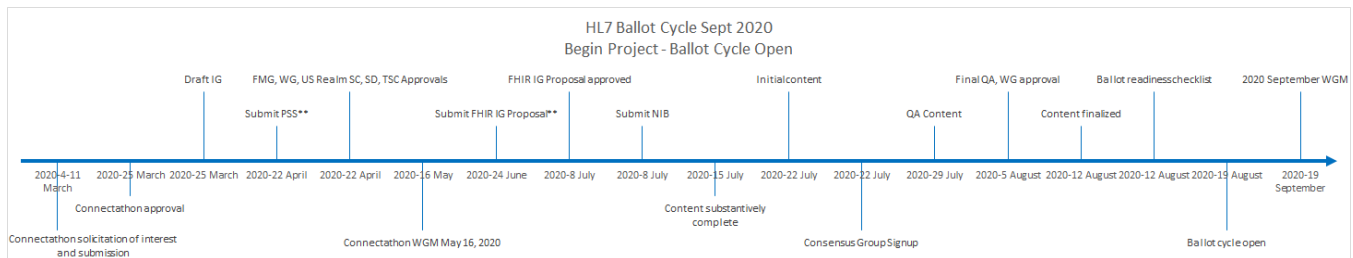 HL7 Ballot Cycle Sept 2020
Begin Project - Ballot Cycle Open
Draft IG
FMG, WG, US Realm SC, SD, TSC Approvals
FHIR IG Proposal approved
Initial content
Final QA, WG approval
Ballot readiness checklist
2020 September WGM
Submit PSS**
Submit FHIR IG Proposal**
Submit NIB
QA Content
Content finalized
2020-4-11
March
2020-25 March
2020-25 March
2020-22 April
2020-22 April
2020-16 May
2020-24 June
2020-8 July
2020-8 July
2020-15 July
2020-22 July
2020-22 July
2020-29 July
2020-5 August
2020-12 August
2020-12 August
2020-19 August
2020-19
September
Connectathon approval
Content substantively
complete
Connectathon solicitation of interest
and submission
Connectathon WGM May 16, 2020
Consensus Group Signup
Ballot cycle open